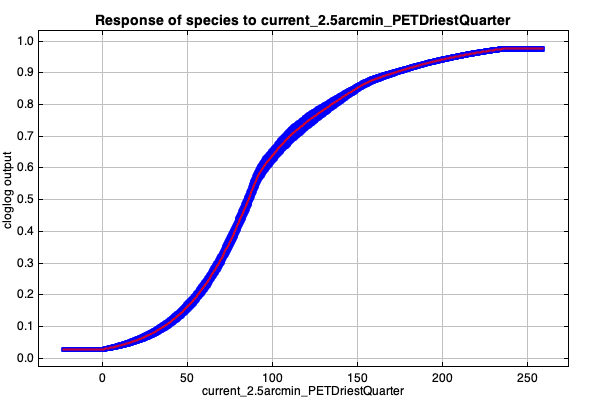 Response of species to current_2.5arcmin_PETDriestQuarter
1.0
0.9
0.8
0.7
0.6
0.5
0.4
0.3
0.2
0.1
0.0
cloglog output
0 50 100 150 200 250
current_2.5arcmin_PETDriestQuarter